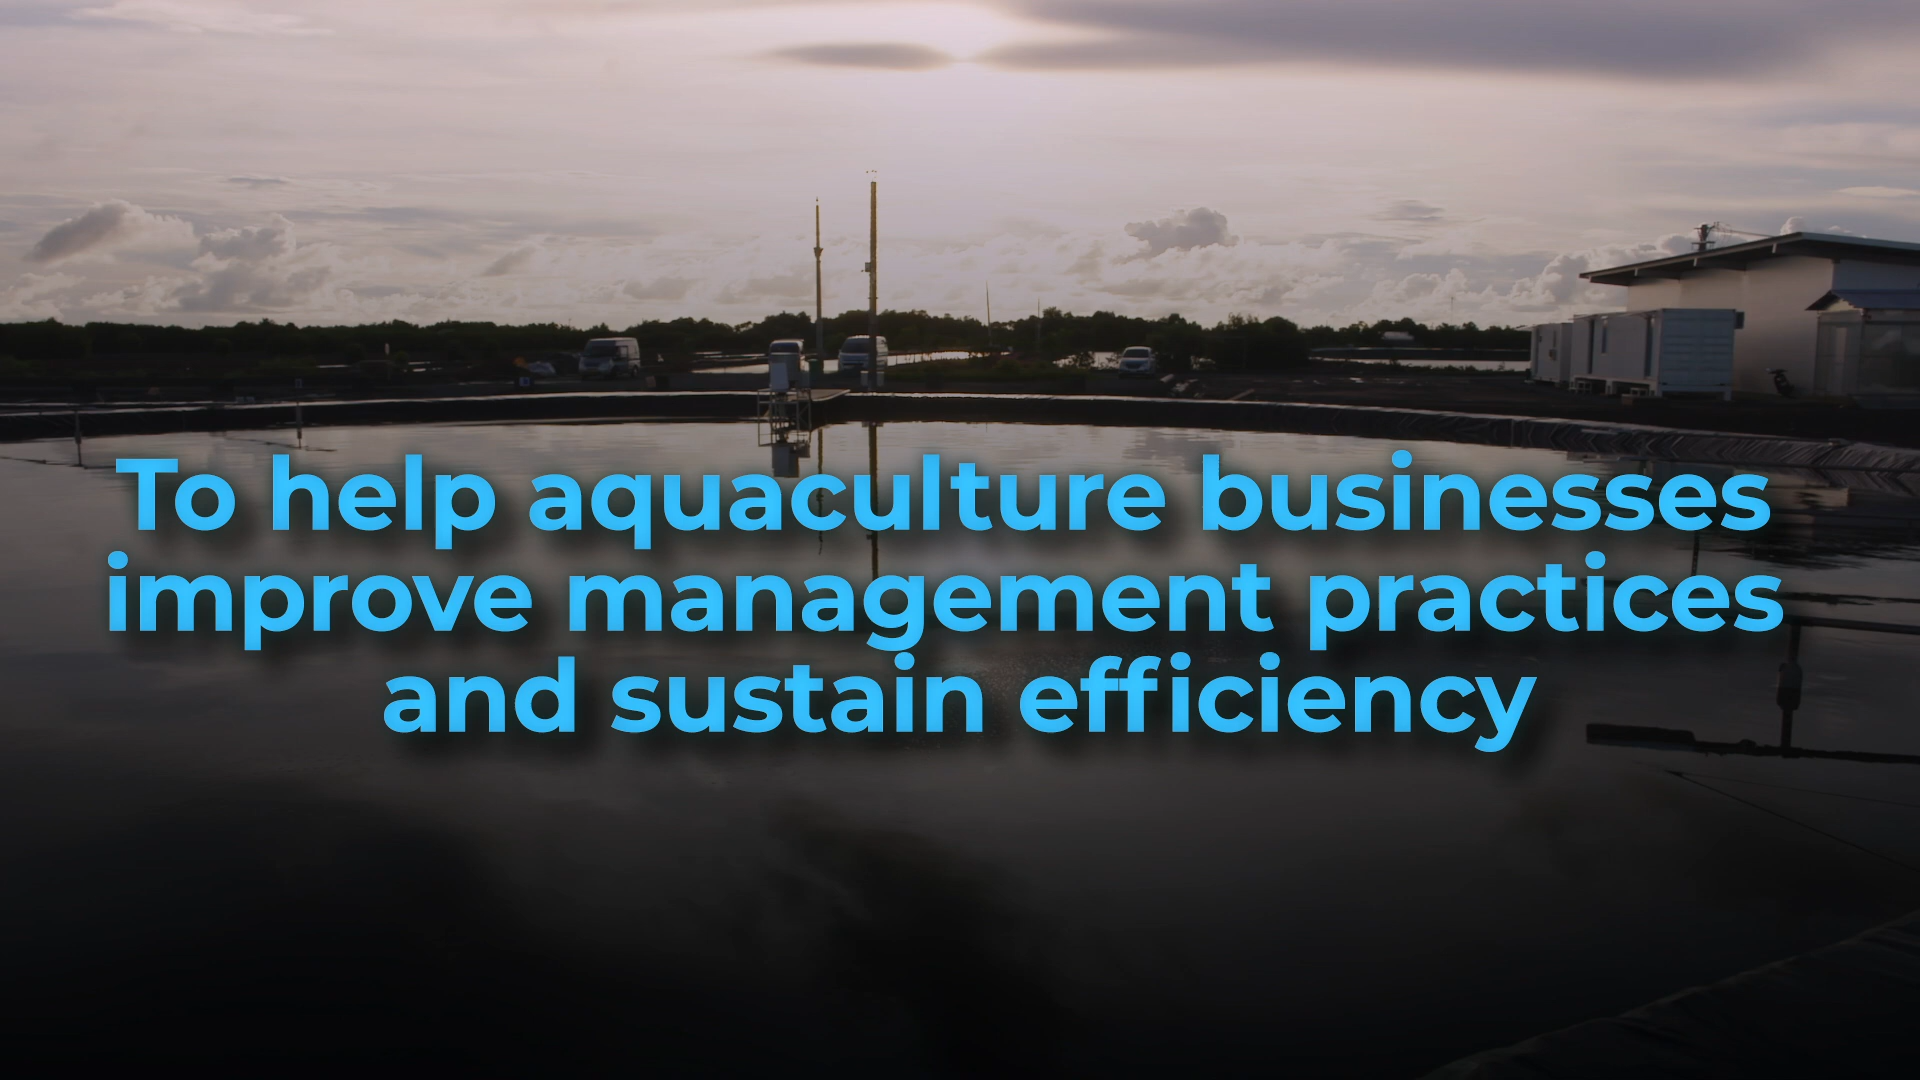 To help aquaculture businesses
improve management practices
and sustain efficiency